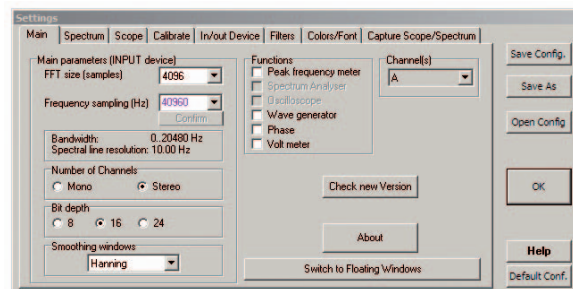 Settings
Main Spectrum Scope Calibrate In/out Device Filters Colors/Font Capture Scope/Spectrum
Main parameters (INPUT device)
FFT size (samples) 4096
Frequency sampling (Hz) 40960
Confirm
Bandwidth: 0..20480 Hz
Spectral line resolution: 10.00 Hz
Number of Channels
Mono Stereo
Bit depth
8 16 24
Smoothing windows
Hanning
Functions
Peak frequency meter
Spectrum Analyser
Oscilloscope
Wave generator
Phase
Volt meter
Channel(s)
A
Check new Version
About
Switch to Floating Windows
Save Config.
Save As
Open Config
OK
Help
Default Conf.